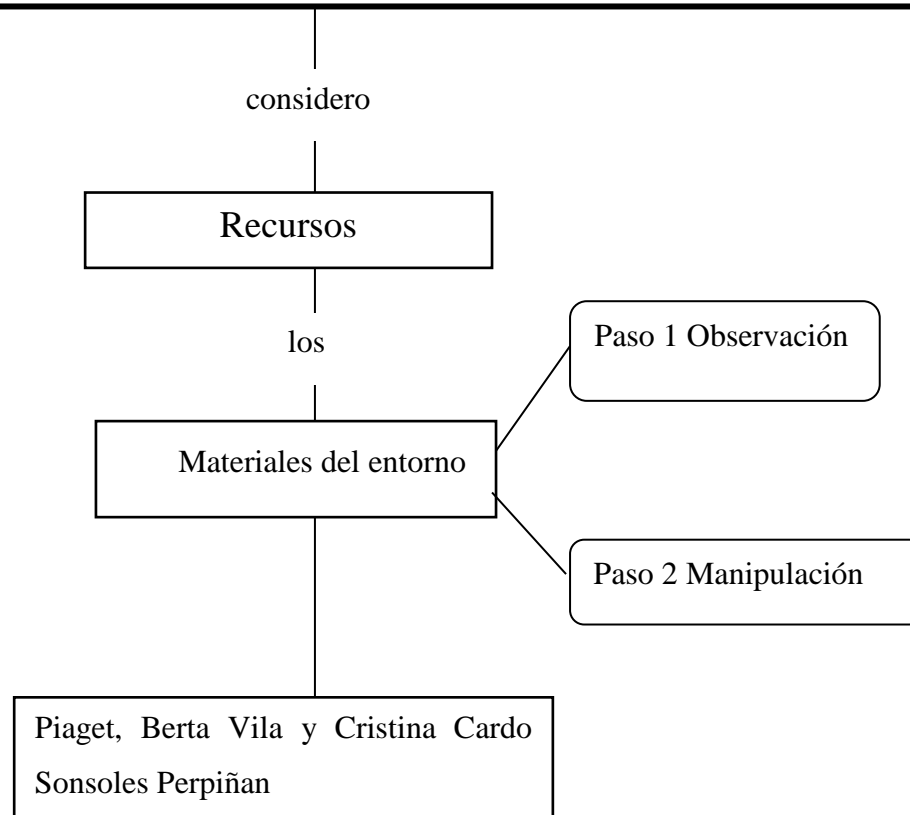 considero
Recursos
los
Paso 1 Observación
Materiales del entorno
Paso 2 Manipulación
Piaget, Berta Vila y Cristina Cardo
Sonsoles Perpiñan